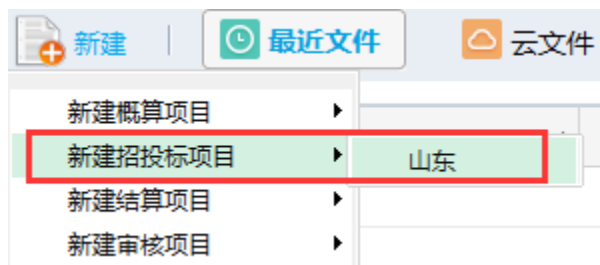 新建 最近文件 云文件
新建概算项目
新建招投标项目 山东
新建结算项目
新建审核项目